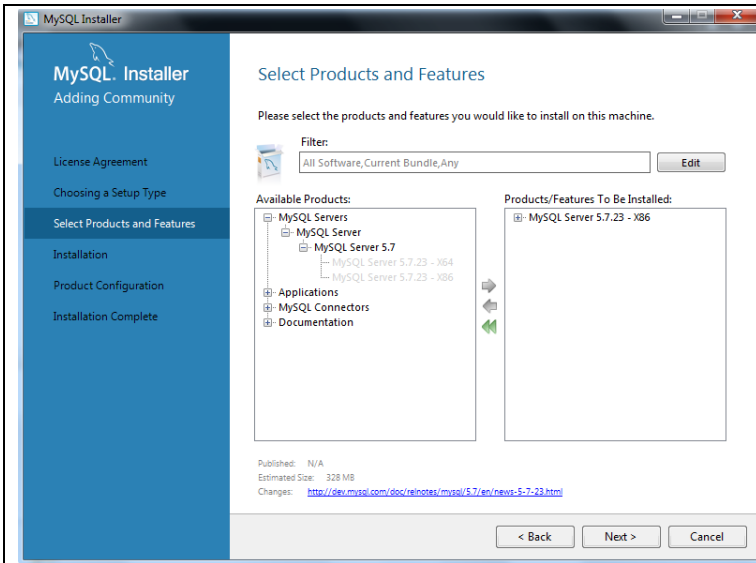 MySQL Installer
MySQL. Installer
Adding Community
License Agreement
Choosing a Setup Type
Select Products and Features
Installation
Product Configuration
Installation Complete
Select Products and Features
Please select the products and features you would like to install on this machine.
Filter:
All Software,Current Bundle,Any
Edit
Available Products:
MySQL Servers
MySQL Server
MySQL Server 5.7
MySQL Server 5.7.23 - X64
MySQL Server 5.7.23 - X86
Applications
MySQL Connectors
Documentation
Products/Features To Be Installed:
MySQL Server 5.7.23 - X86
Published: N/A
Estimated Size: 328 MB
Changes: http://dev.mysql.com/doc/relnotes/mysql/5.7/en/news-5-7-23.html
< Back
Next >
Cancel